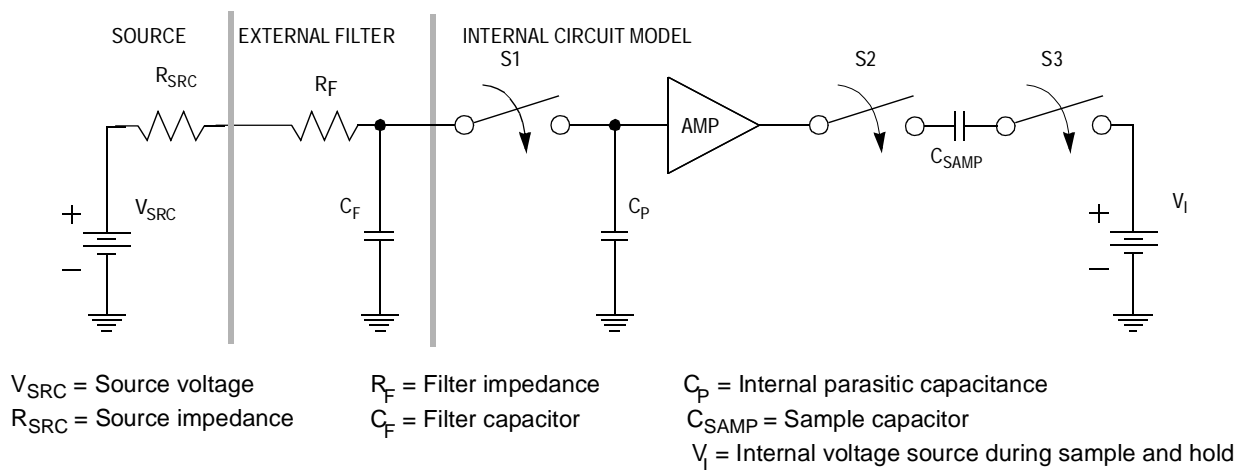 SOURCE
EXTERNAL FILTER
INTERNAL CIRCUIT MODEL
S1
S2
S3
RSRC
RF
AMP
CSAMP
+
VSRC
−
CF
CP
+
VI
−
VSRC = Source voltage
RF = Filter impedance
CP = Internal parasitic capacitance
RSRC = Source impedance
CF = Filter capacitor
CSAMP = Sample capacitor
VI = Internal voltage source during sample and hold